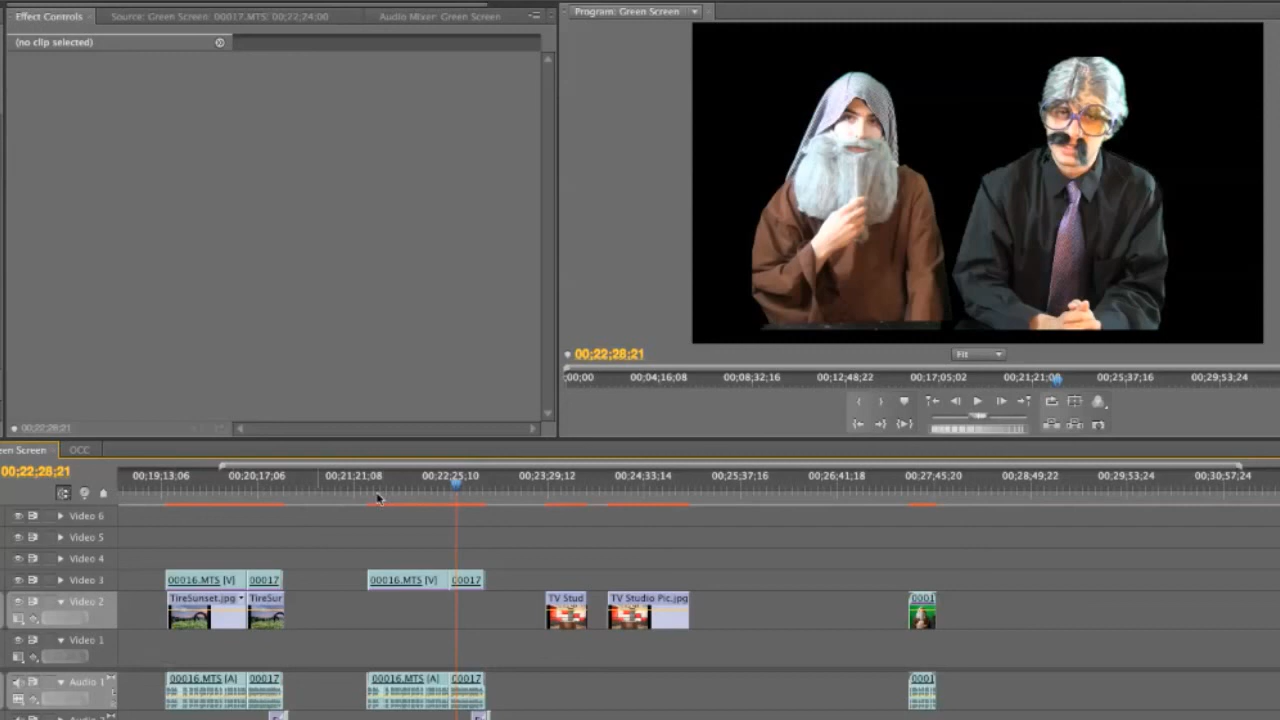 Effect Controls
Source: Green Screen: 00017.MTS: 00;22;24;00
Audio Mixer: Green Screen
Program: Green Screen
(no clip selected)
00;22;28;21
Fit
;00;00
00;04;16;08
00;08;32;16
00;12;48;22
00;17;05;02
00;21;21;08
00;25;37;16
00;29;53;24
00;22;28;21
een Screen
OCC
00;22;28;21
00;19;13;06
00;20;17;06
00;21;21;08
00;22;25;10
00;23;29;12
00;24;33;14
00;25;37;16
00;26;41;18
00;27;45;20
00;28;49;22
00;29;53;24
00;30;57;24
Video 6
Video 5
Video 4
Video 3
00016.MTS [V]
00017
00016.MTS [V]
00017
Video 2
TireSunset.jpg
TireSur
TV Stud
TV Studio Pic.jpg
0001
Video 1
Audio 1
00016.MTS [A]
00017
00016.MTS [A]
00017
0001